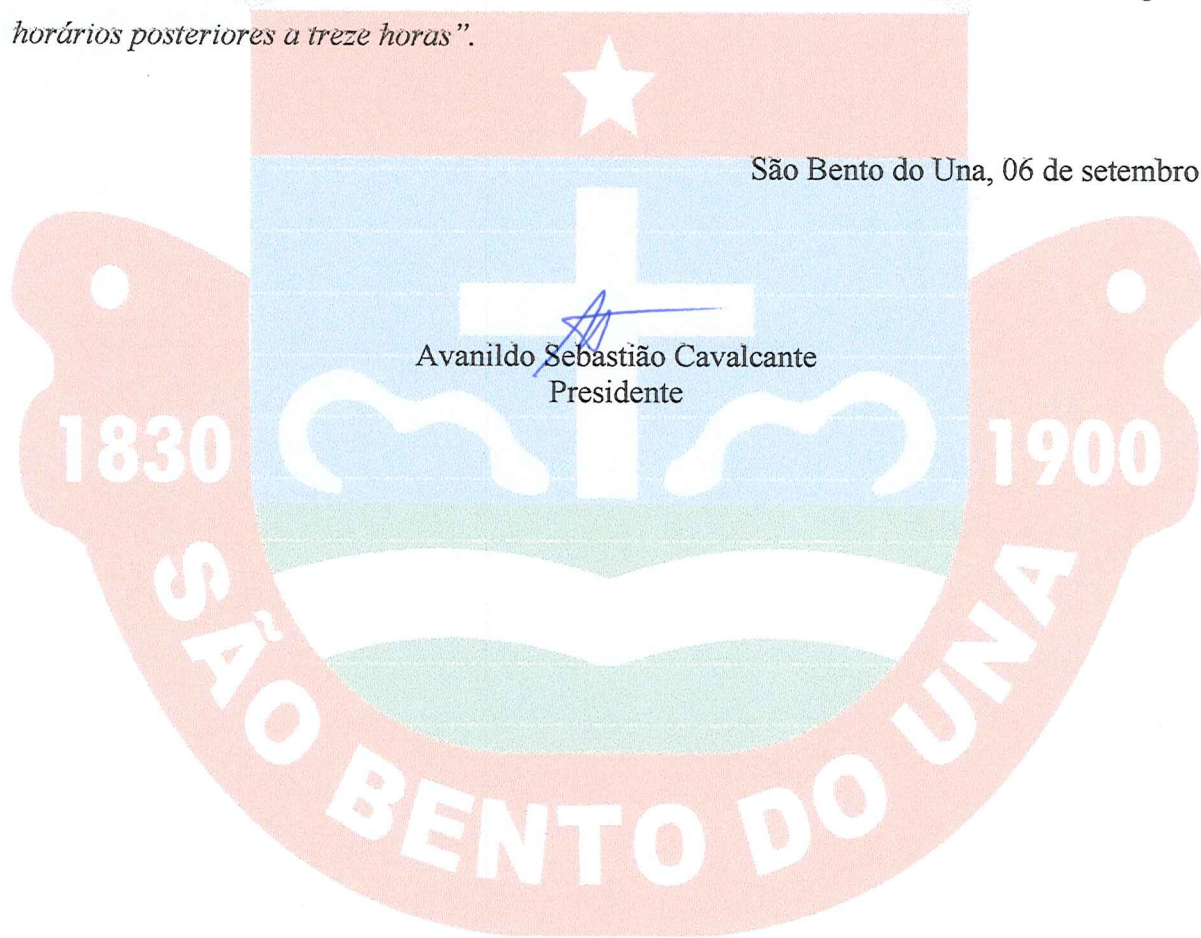 horários posteriores a treze horas”.
São Bento do Una, 06 de setembro
Avanildo Sebastião Cavalcante
Presidente
1830
1900
SÃO BENTO DO UNA